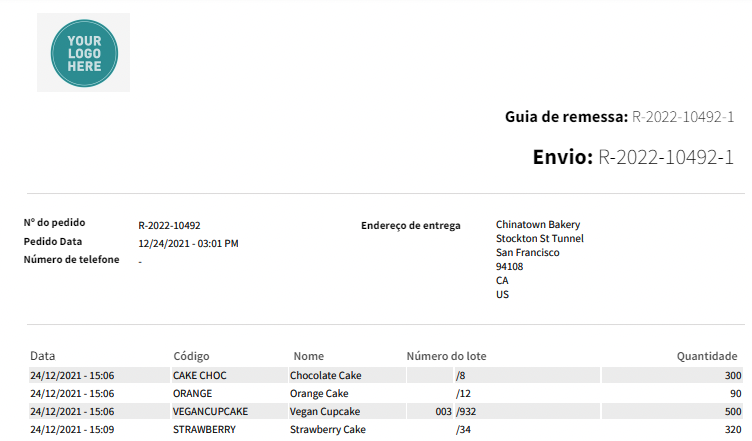 YOUR
LOGO
HERE
Guia de remessa: R-2022-10492-1
Envio: R-2022-10492-1
Nº do pedido R-2022-10492
Pedido Data 12/24/2021 - 03:01 PM
Número de telefone -
Endereço de entrega Chinatown Bakery
Stockton St Tunnel
San Francisco
94108
CA
US
Data Código Nome Número do lote Quantidade
24/12/2021 - 15:06 CAKE CHOC Chocolate Cake /8 300
24/12/2021 - 15:06 ORANGE Orange Cake /12 90
24/12/2021 - 15:06 VEGANCUPCAKE Vegan Cupcake 003 /932 500
24/12/2021 - 15:09 STRAWBERRY Strawberry Cake /34 320